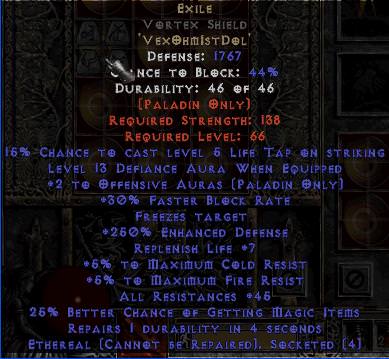 Exile
Vortex Shield
'VexOhmIstDol'
Defense: 1767
Chance to Block: 44%
Durability: 46 of 46
(Paladin Only)
Required Strength: 138
Required Level: 66
15% Chance to cast level 5 Life Tap on striking
Level 13 Defiance Aura When Equipped
+2 to Offensive Auras (Paladin Only)
+30% Faster Block Rate
Freezes target
+250% Enhanced Defense
Replenish Life +7
+5% to Maximum Cold Resist
+5% to Maximum Fire Resist
All Resistances +45
25% Better Chance of Getting Magic Items
Repairs 1 durability in 4 seconds
Ethereal (Cannot be Repaired), Socketed (4)